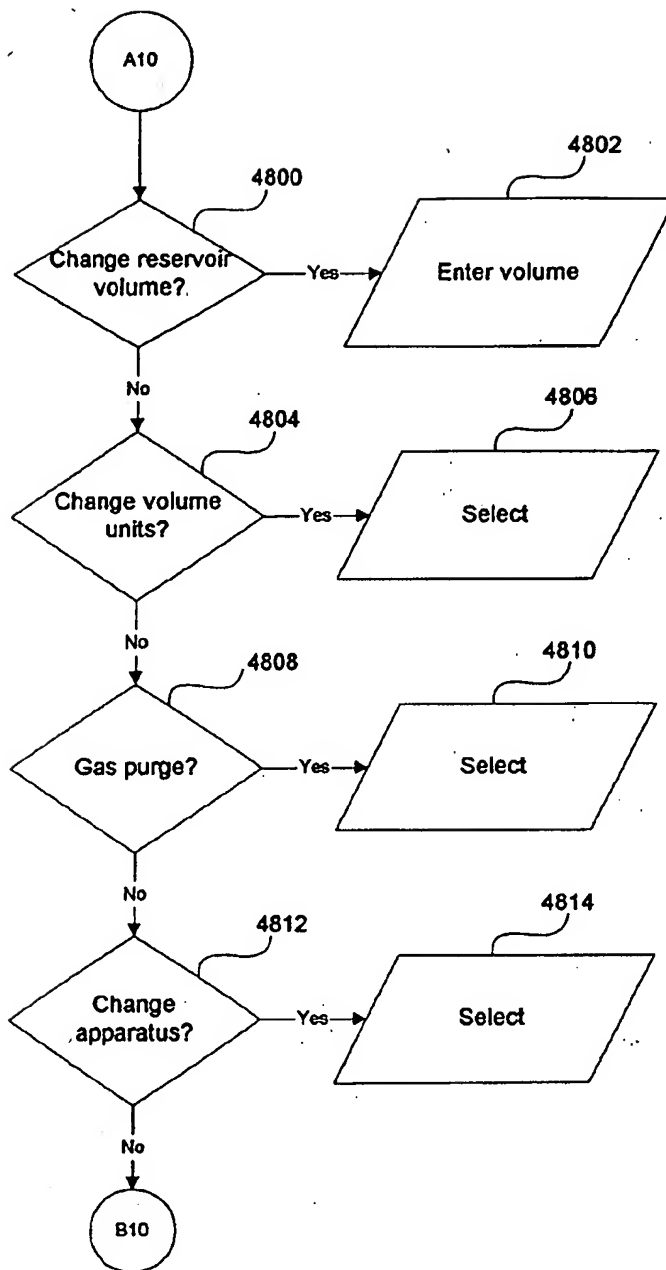 A10
4800
4802
Change reservoir
volume?
Yes
Enter volume
No
4804
4806
Change volume
units?
Yes
Select
No
4808
4810
Gas purge?
Yes
Select
No
4812
4814
Change
apparatus?
Yes
Select
No
B10